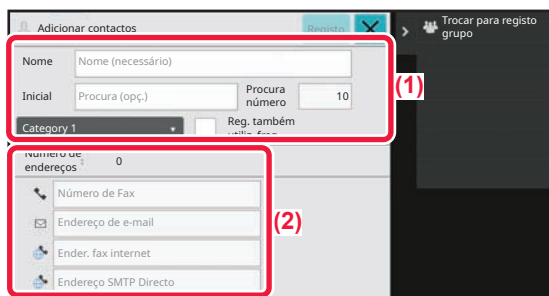 Adicionar contactos
Registo
Trocar para registo
grupo
Nome
Nome (necessário)
(1)
Inicial
Procura (opç.)
Procura
número
10
Category 1
Reg. também
utiliz. freq.
Número de
endereços
0
Número de Fax
Endereço de e-mail
(2)
Ender. fax internet
Endereço SMTP Directo